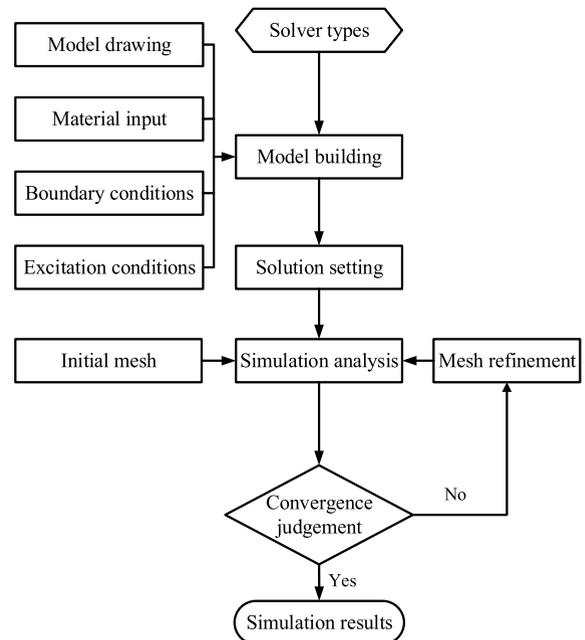 Solver types
Model drawing
Material input
Model building
Boundary conditions
Excitation conditions
Solution setting
Initial mesh
Simulation analysis
Mesh refinement
Convergence
judgement
No
Yes
Simulation results